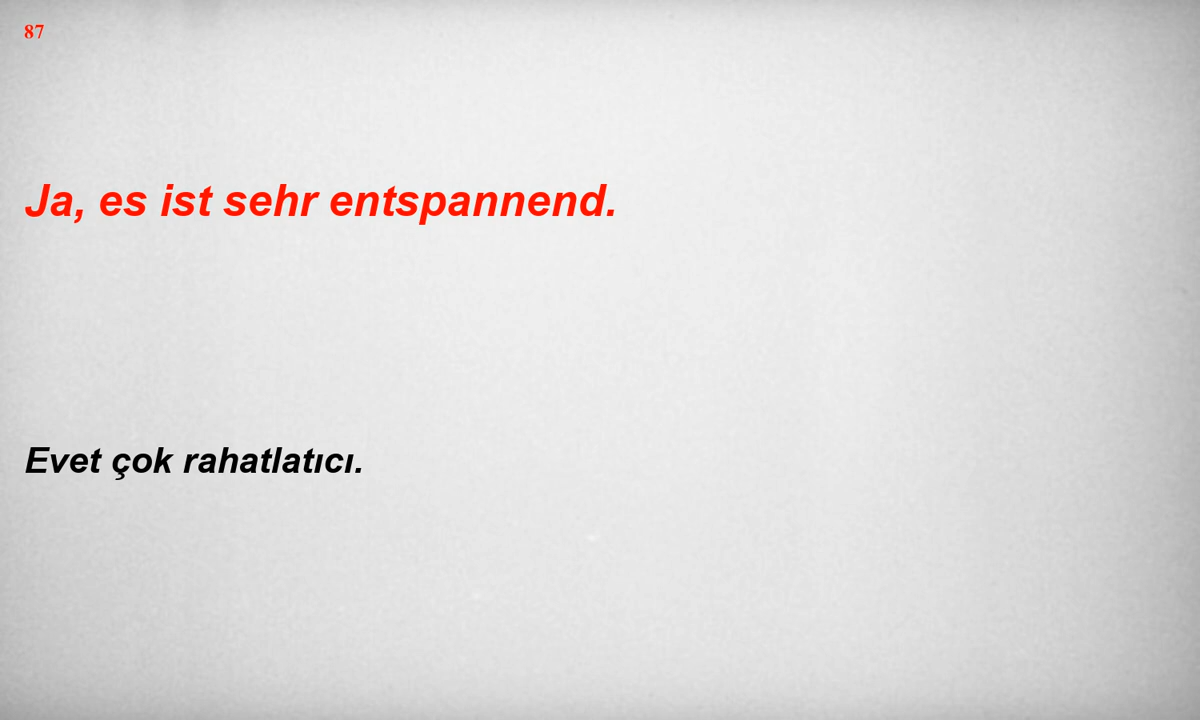 87
Ja, es ist sehr entspannend.
Evet çok rahatlatıcı.